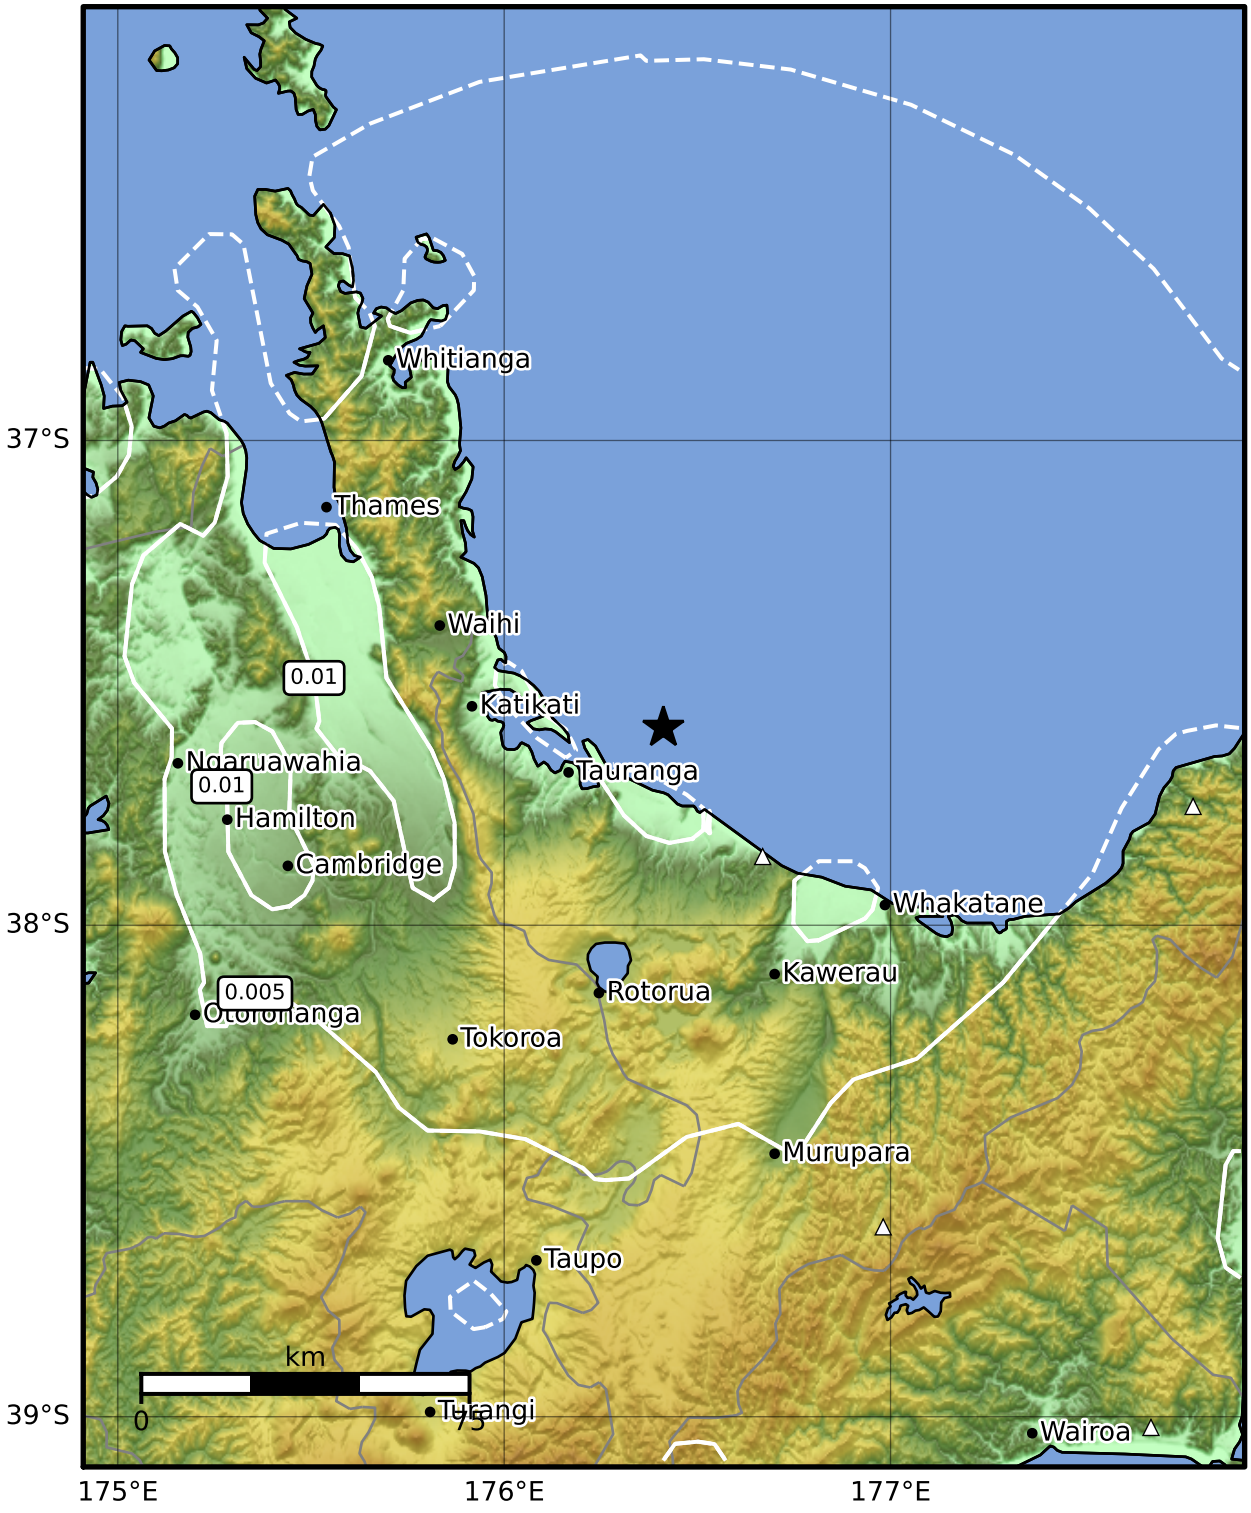 Whitianga
37°S
Thames
Waihi
0.01
Katikati
Ngaruawahia
Tauranga
0.01
Hamilton
Cambridge
Whakatane
38°S
Kawerau
0.005
Rotorua
Otorohanga
Tokoroa
Murupara
Taupo
km
0
75
Turangi
39°S
Wairoa
175°E
176°E
177°E